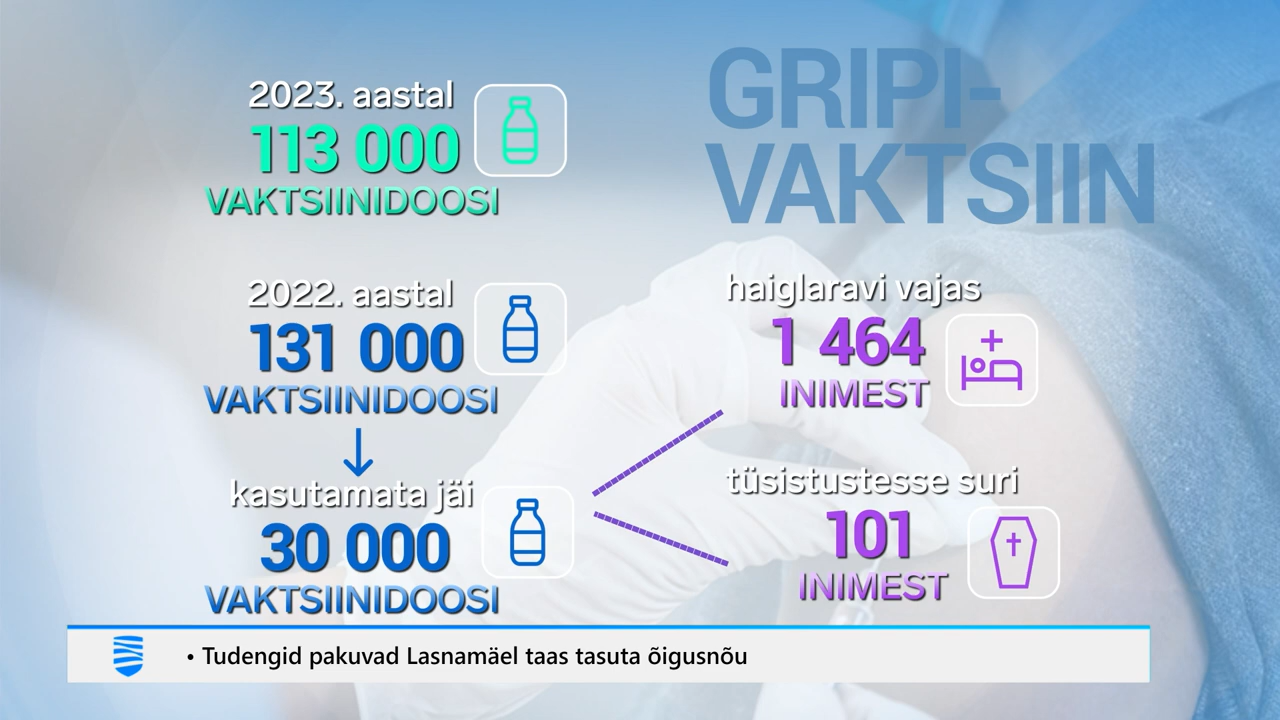 GRIPI-
VAKTSIIN
2023. aastal
113 000
VAKTSIINIDOOSI
2022. aastal
131 000
VAKTSIINIDOOSI
kasutamata jäi
30 000
VAKTSIINIDOOSI
haiglaravi vajas
1 464
INIMEST
tüsistustesse suri
101
INIMEST
• Tudengid pakuvad Lasnamäel taas tasuta õigusnõu